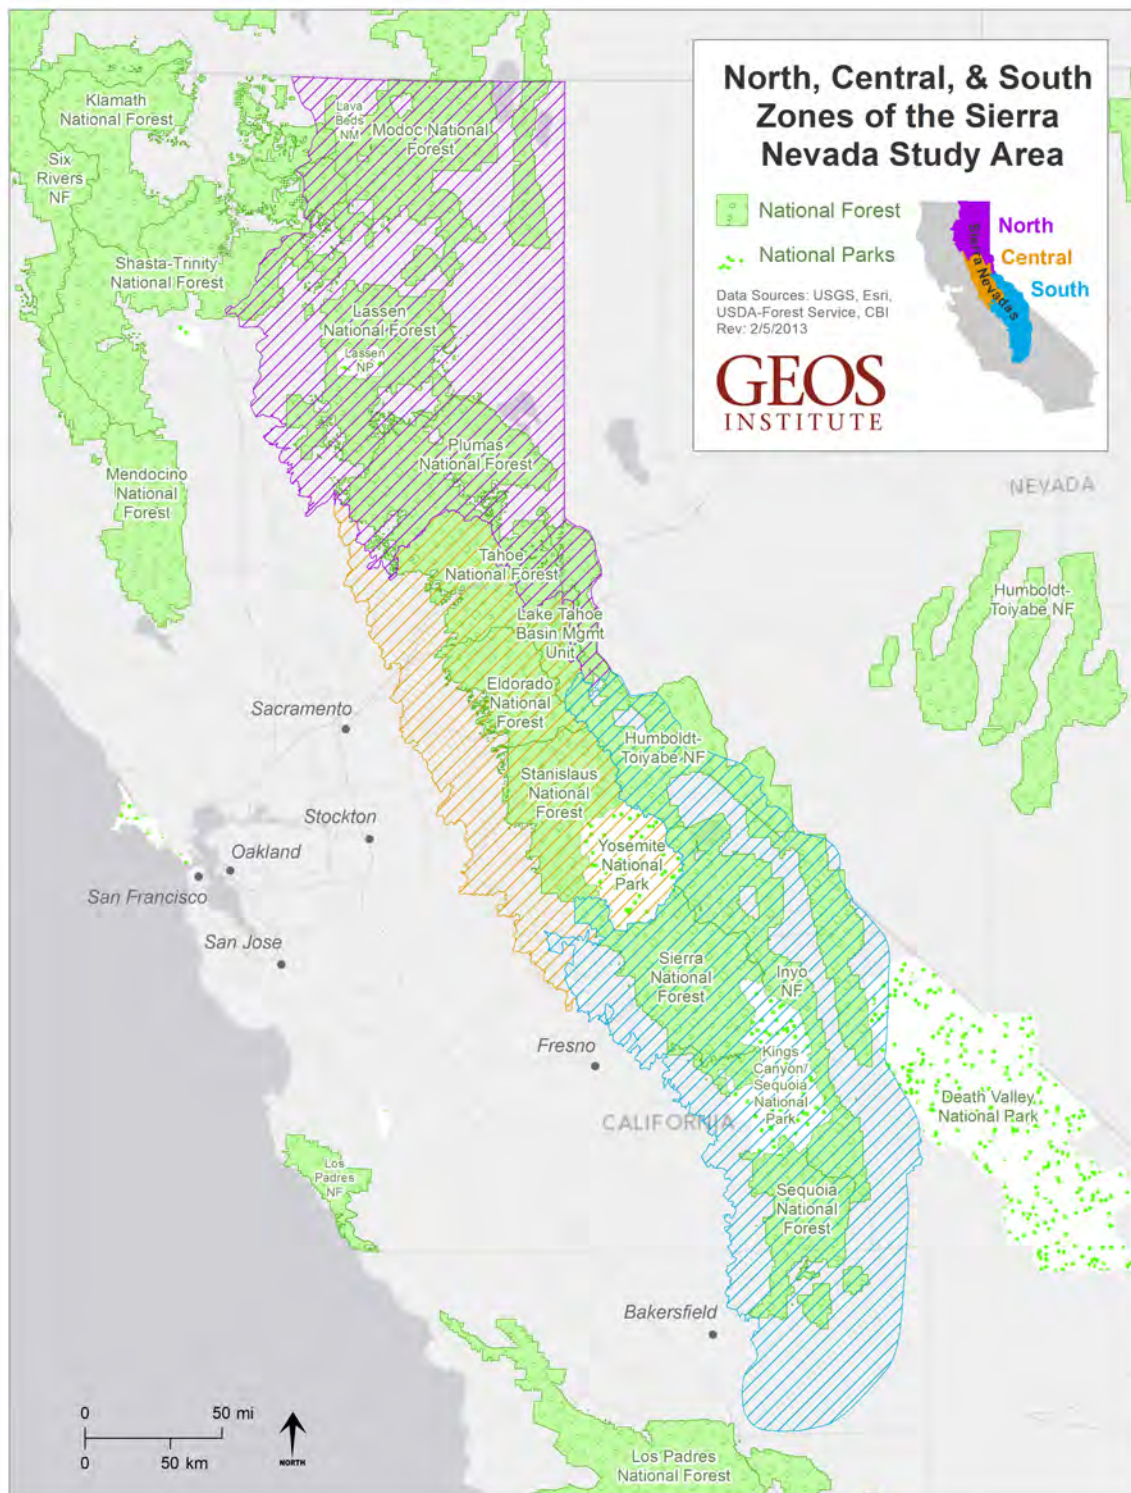 North, Central, & South
Zones of the Sierra
Nevada Study Area
National Forest
National Parks
Data Sources: USGS, Esri,
USDA-Forest Service, CBI
Rev: 2/5/2013
GEOS
INSTITUTE
North
Central
South
Sierra Nevadas
Klamath
National Forest
Lava
Beds
NM
Modoc National
Forest
Six
Rivers
NF
Shasta-Trinity
National Forest
Lassen
National Forest
Lassen
NP
Plumas
National Forest
Mendocino
National
Forest
NEVADA
Tahoe
National Forest
Humboldt-
Toiyabe NF
Lake Tahoe
Basin Mgmt
Unit
Eldorado
National
Forest
Sacramento
Humboldt-
Toiyabe NF
Stanislaus
National
Forest
Stockton
Oakland
Yosemite
National
Park
San Francisco
San Jose
Sierra
National
Forest
Inyo
NF
Fresno
Kings
Canyon/
Sequoia
National
Park
Death Valley
National Park
CALIFORNIA
Los
Padres
NF
Sequoia
National
Forest
Bakersfield
0 50 mi
0 50 km
NORTH
Los Padres
National Forest